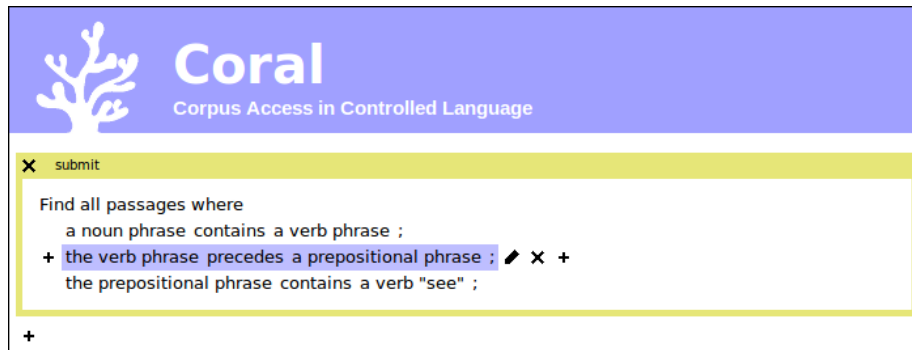 Coral
Corpus Access in Controlled Language
submit
Find all passages where
a noun phrase contains a verb phrase ;
the verb phrase precedes a prepositional phrase ;
the prepositional phrase contains a verb "see" ;